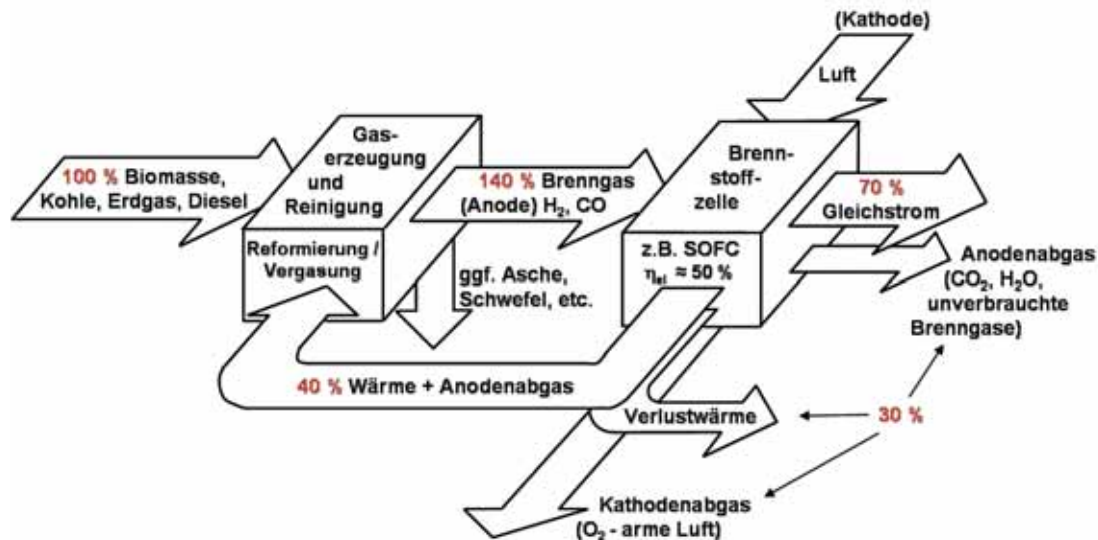 (Kathode)
Luft
Gas-
erzeugung
und
Reinigung
Brenn-
stoff-
zelle
100 % Biomasse,
Kohle, Erdgas, Diesel
140 % Brenngas
(Anode) H₂, CO
70 %
Gleichstrom
Reformierung /
Vergasung
z.B. SOFC
ηel ≈ 50 %
ggf. Asche,
Schwefel, etc.
Anodenabgas
(CO₂, H₂O,
unverbrauchte
Brenngase)
40 % Wärme + Anodenabgas
Verlustwärme
30 %
Kathodenabgas
(O₂ - arme Luft)